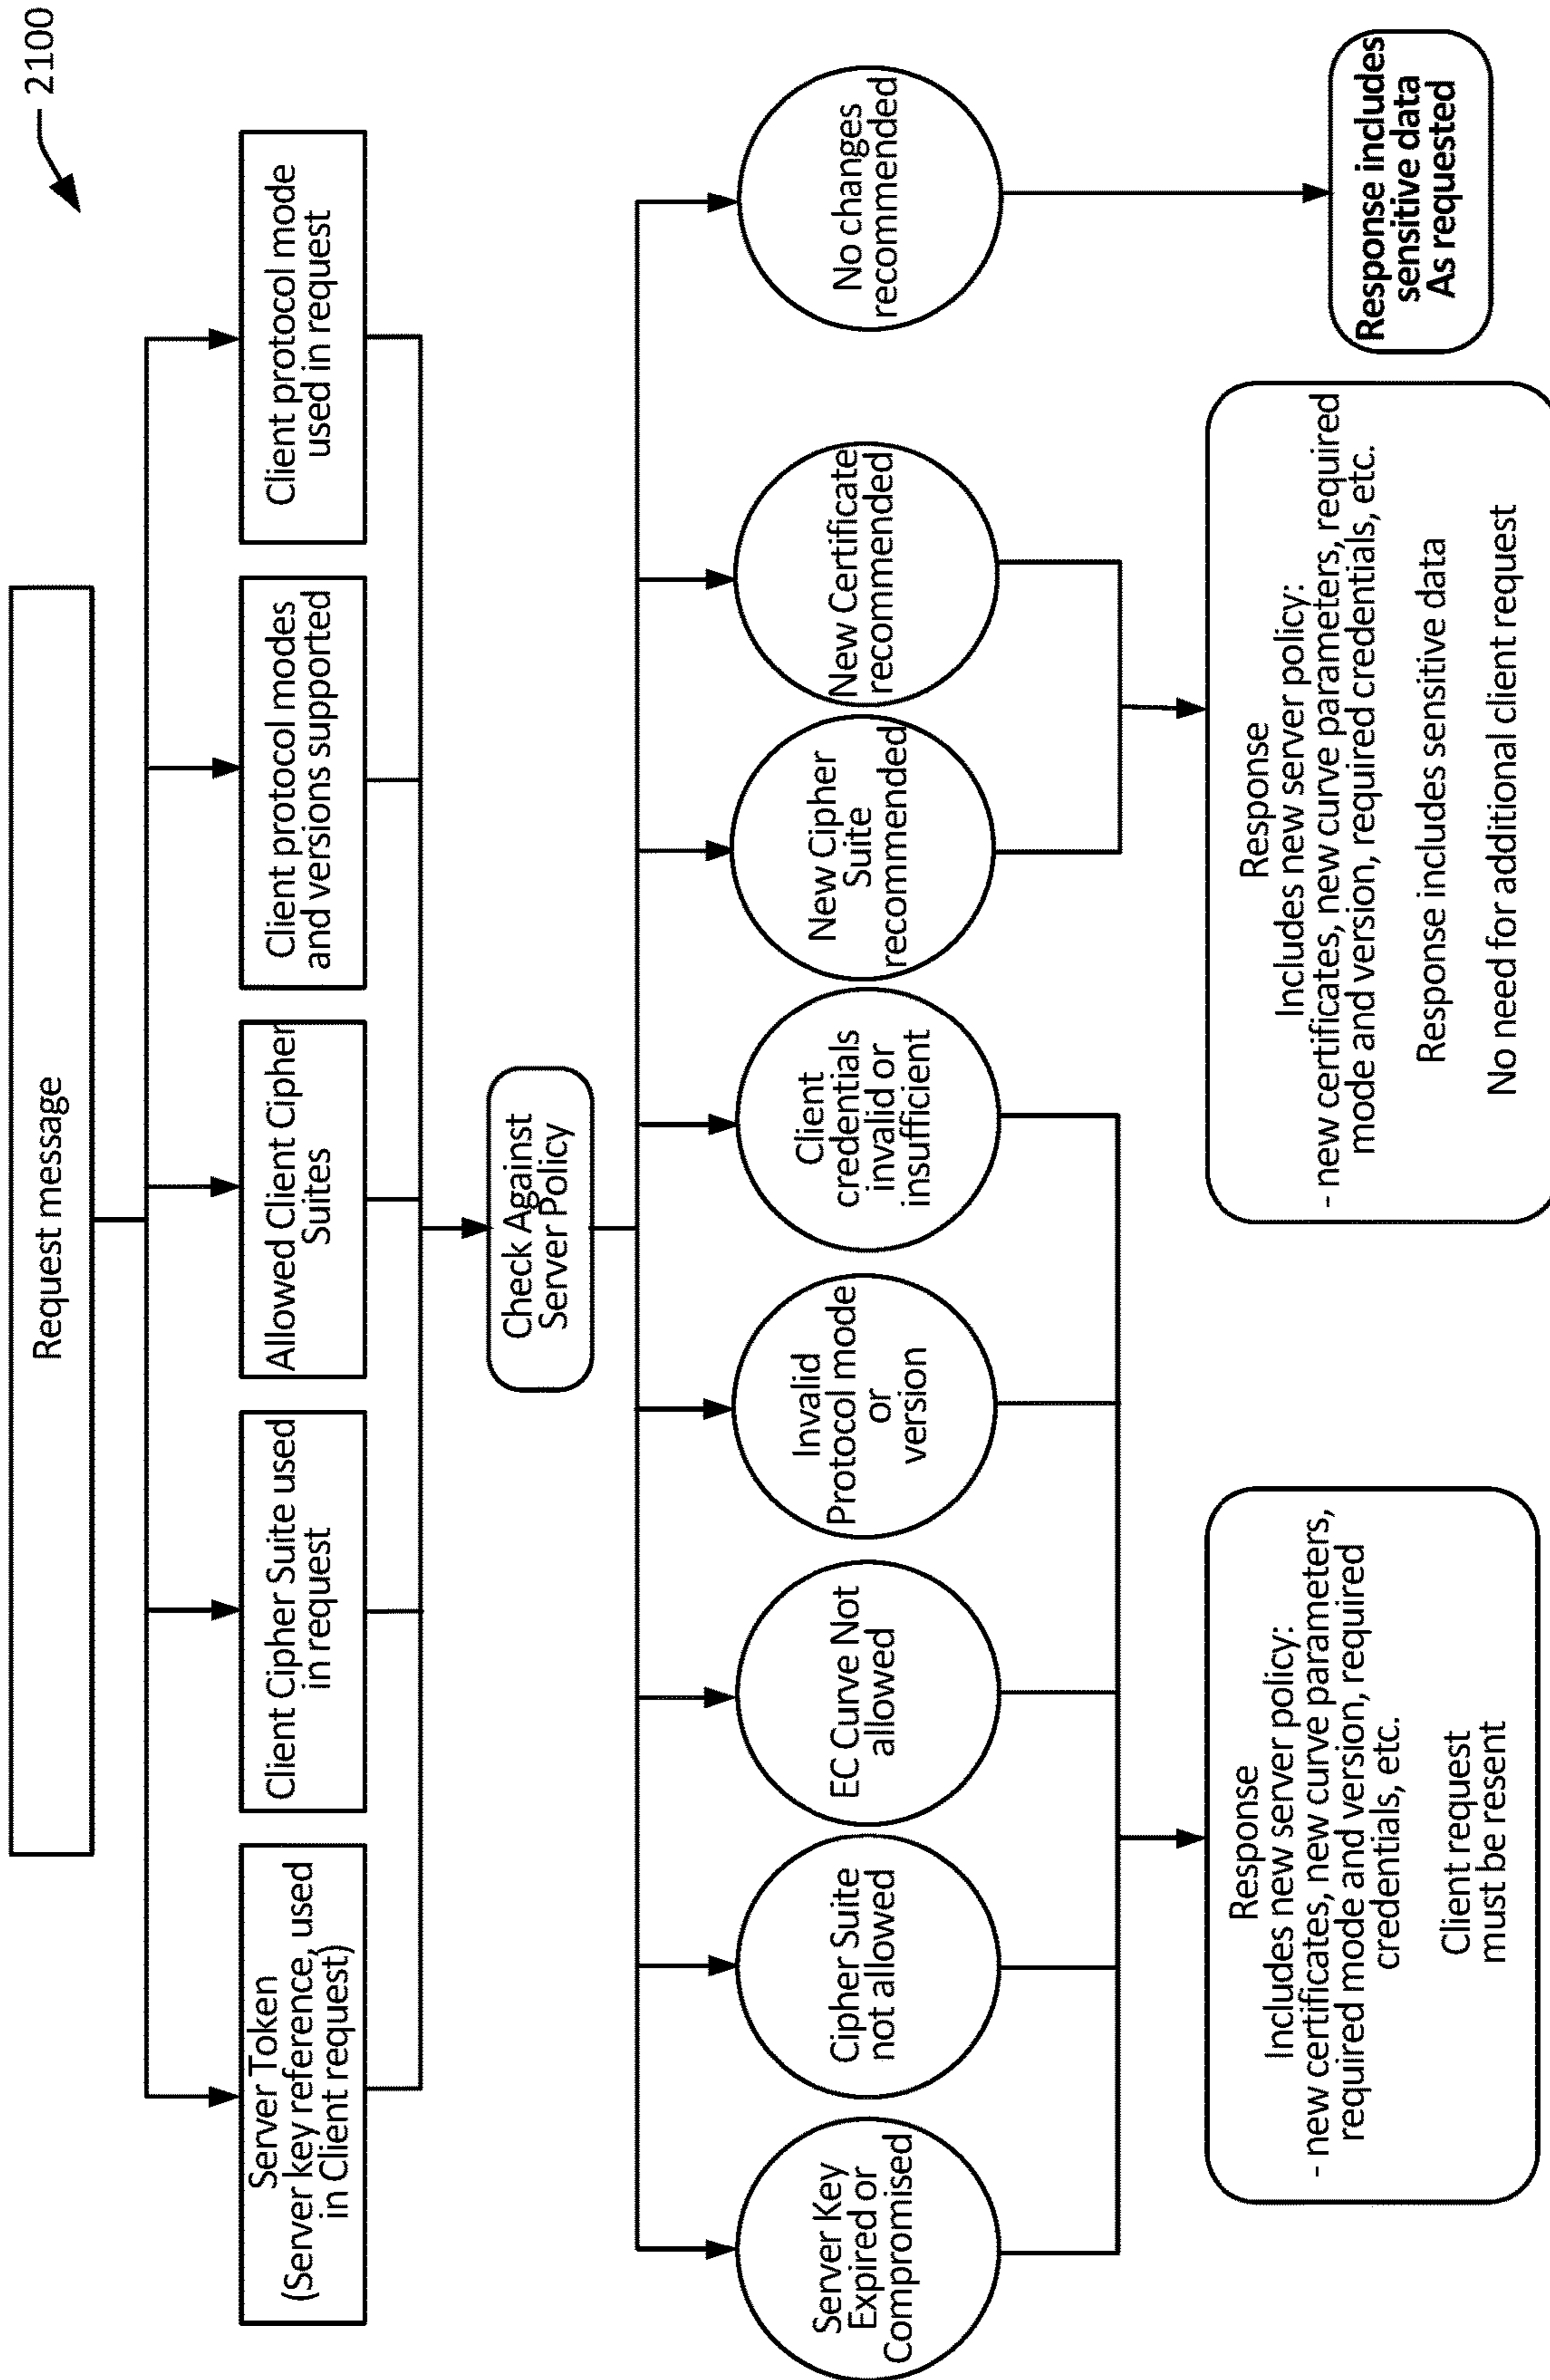 2100
Request message
Server Token
(Server key reference, used
in Client request)
Client Cipher Suite used
in request
Allowed Client Cipher
Suites
Client protocol modes
and versions supported
Client protocol mode
used in request
Check Against
Server Policy
Server Key
Expired or
Compromised
Cipher Suite
not allowed
EC Curve Not
allowed
Invalid
Protocol mode
or
version
Client
credentials
invalid or
insufficient
New Cipher
Suite
recommended
New Certificate
recommended
No changes
recommended
Response
Includes new server policy:
- new certificates, new curve parameters,
required mode and version, required
credentials, etc.
Client request
must be resent
Response
Includes new server policy:
- new certificates, new curve parameters, required
mode and version, required credentials, etc.
Response includes sensitive data
No need for additional client request
Response includes
sensitive data
As requested